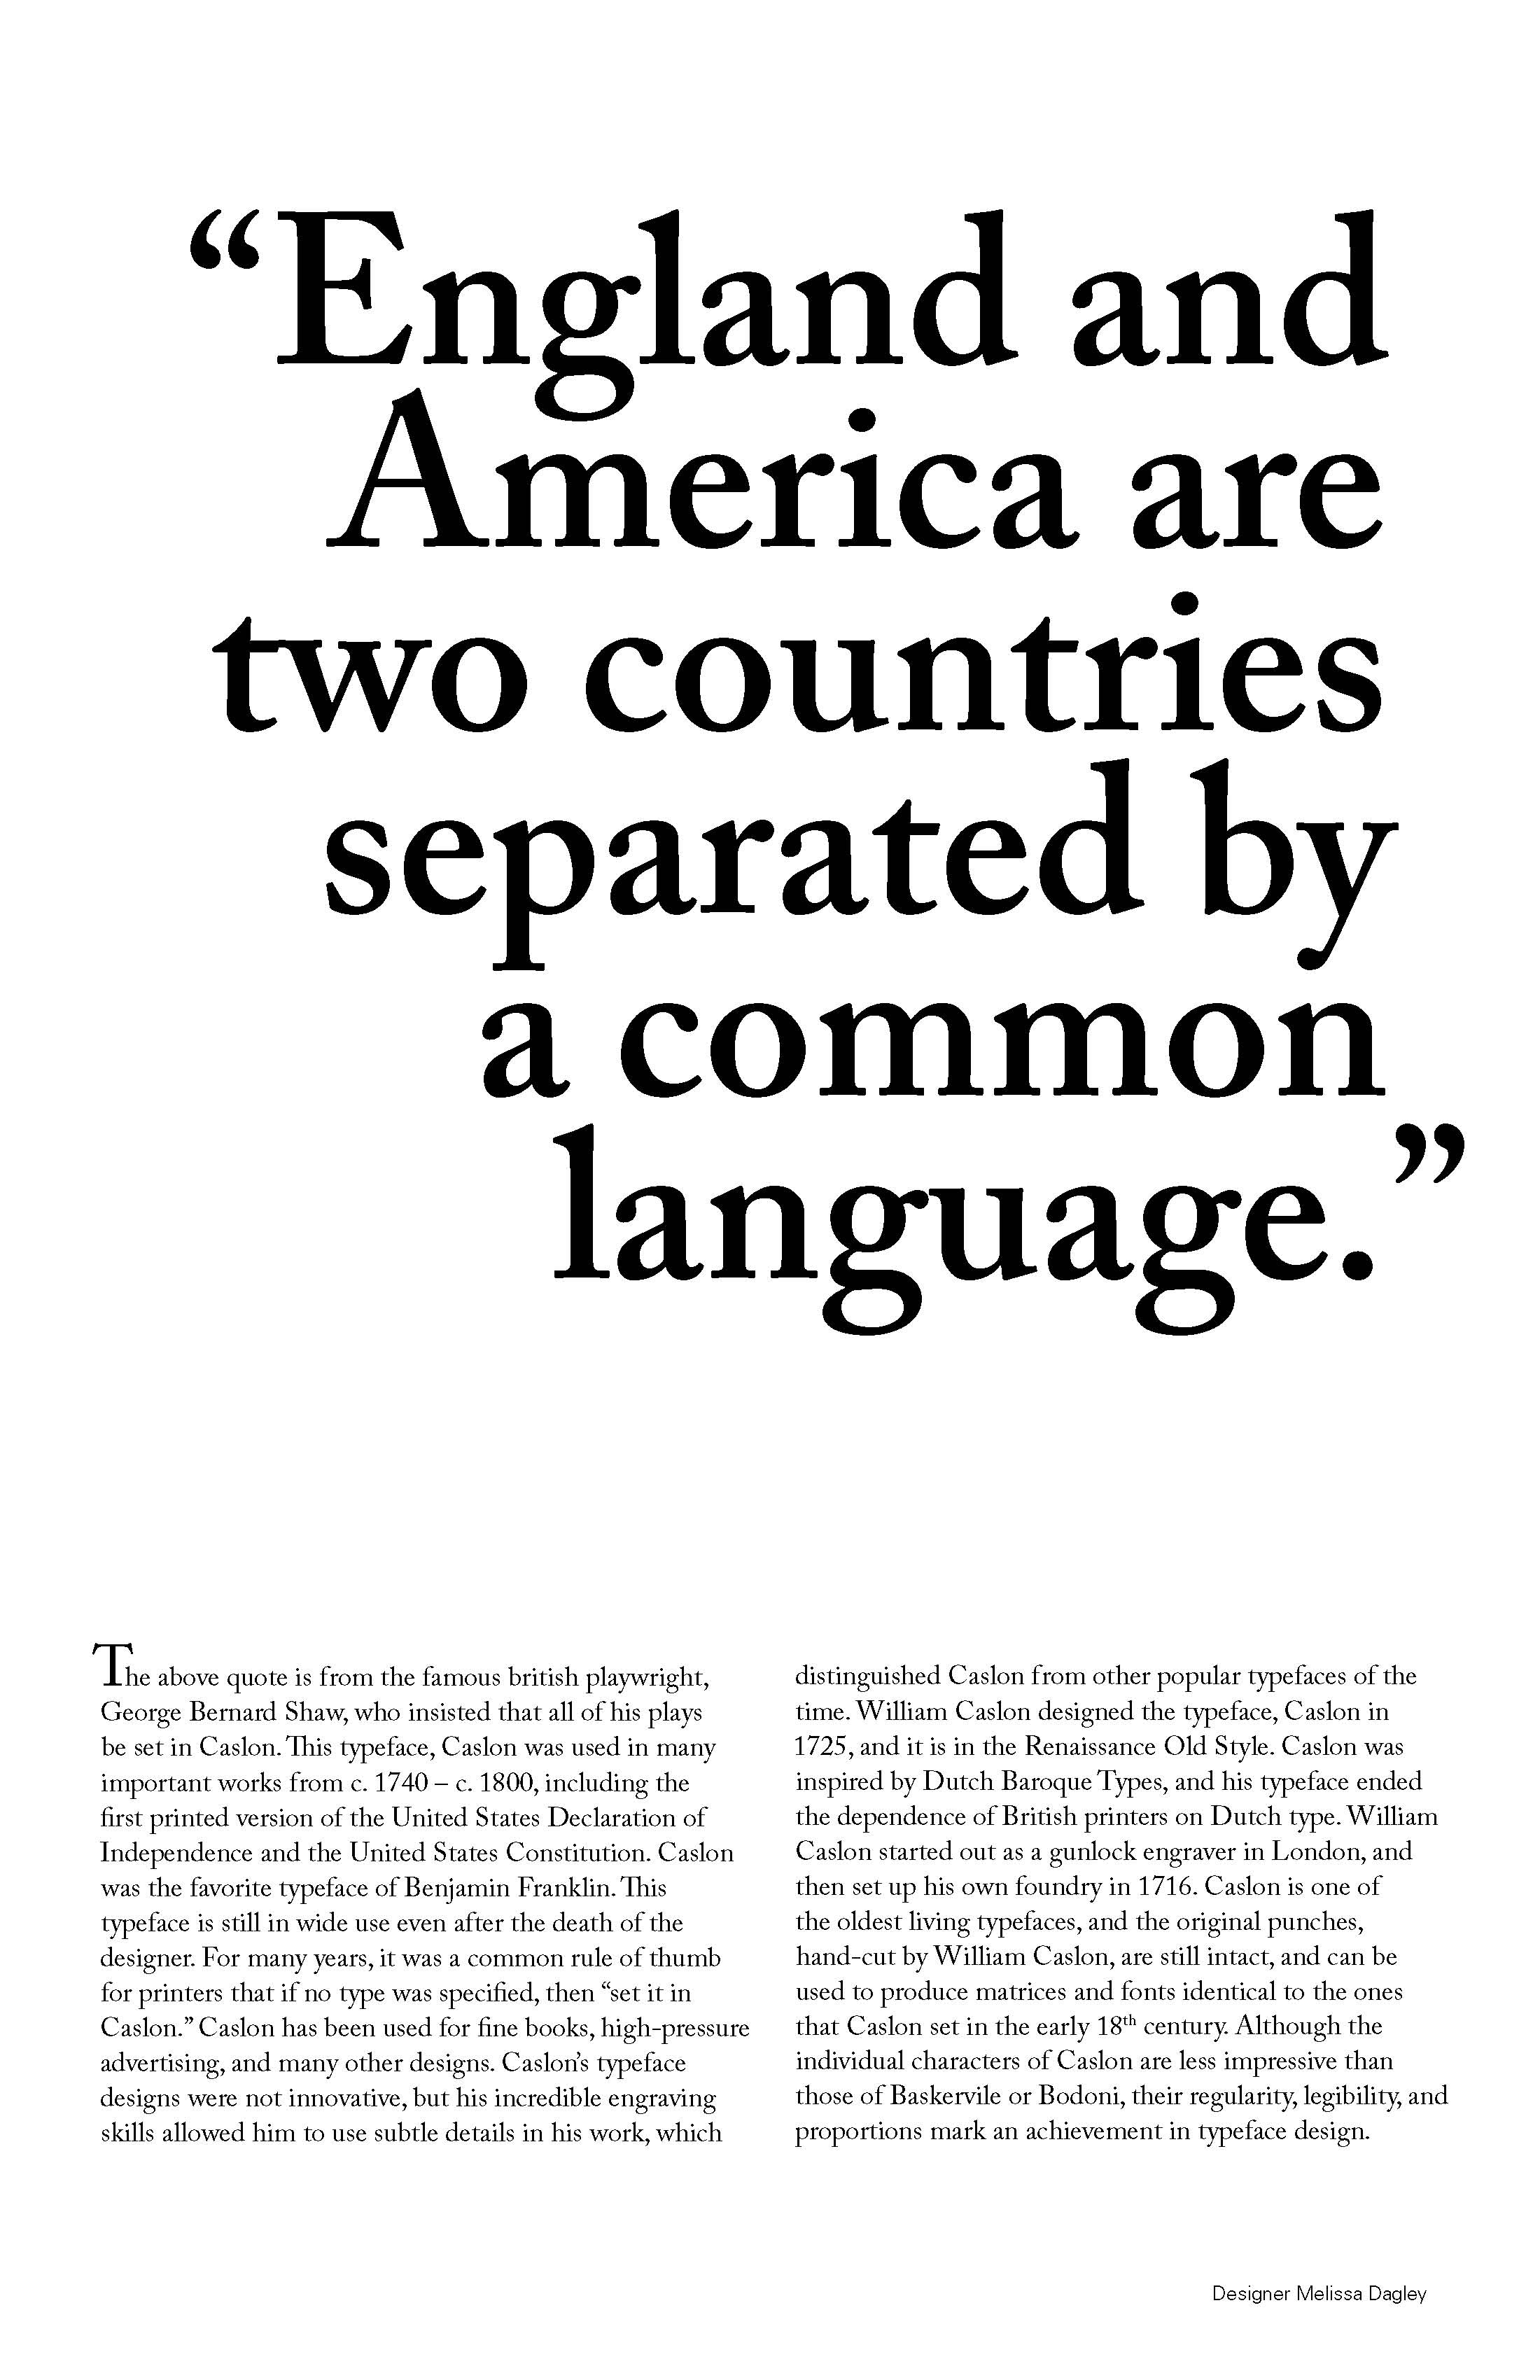 “England and
America are
two countries
separated by
a common
language.”
The above quote is from the famous british playwright,
George Bernard Shaw, who insisted that all of his plays
be set in Caslon. This typeface, Caslon was used in many
important works from c. 1740 – c. 1800, including the
first printed version of the United States Declaration of
Independence and the United States Constitution. Caslon
was the favorite typeface of Benjamin Franklin. This
typeface is still in wide use even after the death of the
designer. For many years, it was a common rule of thumb
for printers that if no type was specified, then “set it in
Caslon.” Caslon has been used for fine books, high-pressure
advertising, and many other designs. Caslon’s typeface
designs were not innovative, but his incredible engraving
skills allowed him to use subtle details in his work, which
distinguished Caslon from other popular typefaces of the
time. William Caslon designed the typeface, Caslon in
1725, and it is in the Renaissance Old Style. Caslon was
inspired by Dutch Baroque Types, and his typeface ended
the dependence of British printers on Dutch type. William
Caslon started out as a gunlock engraver in London, and
then set up his own foundry in 1716. Caslon is one of
the oldest living typefaces, and the original punches,
hand-cut by William Caslon, are still intact, and can be
used to produce matrices and fonts identical to the ones
that Caslon set in the early 18th century. Although the
individual characters of Caslon are less impressive than
those of Baskervile or Bodoni, their regularity, legibility, and
proportions mark an achievement in typeface design.
Designer Melissa Dagley